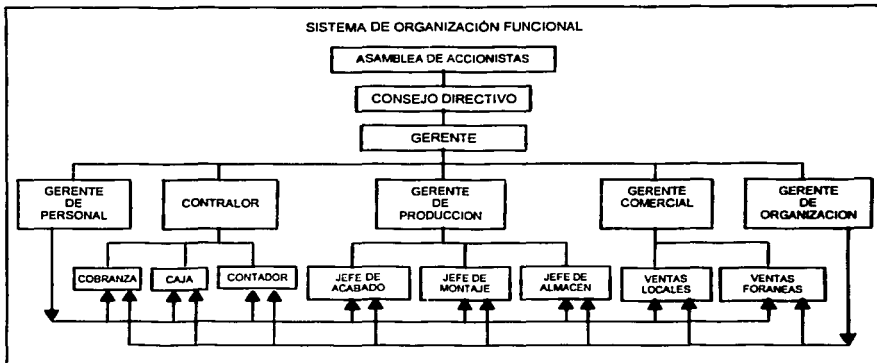 SISTEMA DE ORGANIZACIÓN FUNCIONAL
ASAMBLEA DE ACCIONISTAS
CONSEJO DIRECTIVO
GERENTE
GERENTE
DE
PERSONAL
CONTRALOR
GERENTE
DE
PRODUCCION
GERENTE
COMERCIAL
GERENTE
DE
ORGANIZACION
COBRANZA
CAJA
CONTADOR
JEFE DE
ACABADO
JEFE DE
MONTAJE
JEFE DE
ALMACEN
VENTAS
LOCALES
VENTAS
FORANEAS